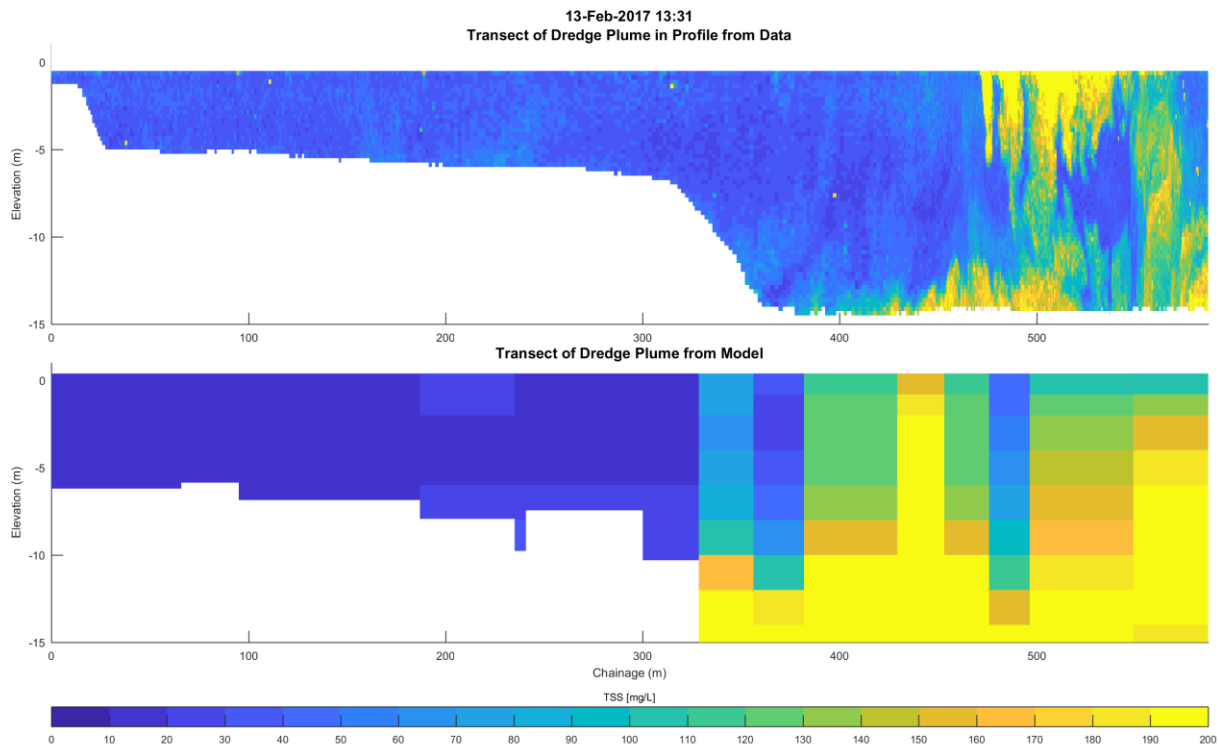 13-Feb-2017 13:31
Transect of Dredge Plume in Profile from Data
0
-5
-10
-15
Elevation (m)
0 100 200 300 400 500
Transect of Dredge Plume from Model
0
-5
-10
-15
Elevation (m)
0 100 200 300 400 500
Chainage (m)
TSS [mg/L]
0 10 20 30 40 50 60 70 80 90 100 110 120 130 140 150 160 170 180 190 200